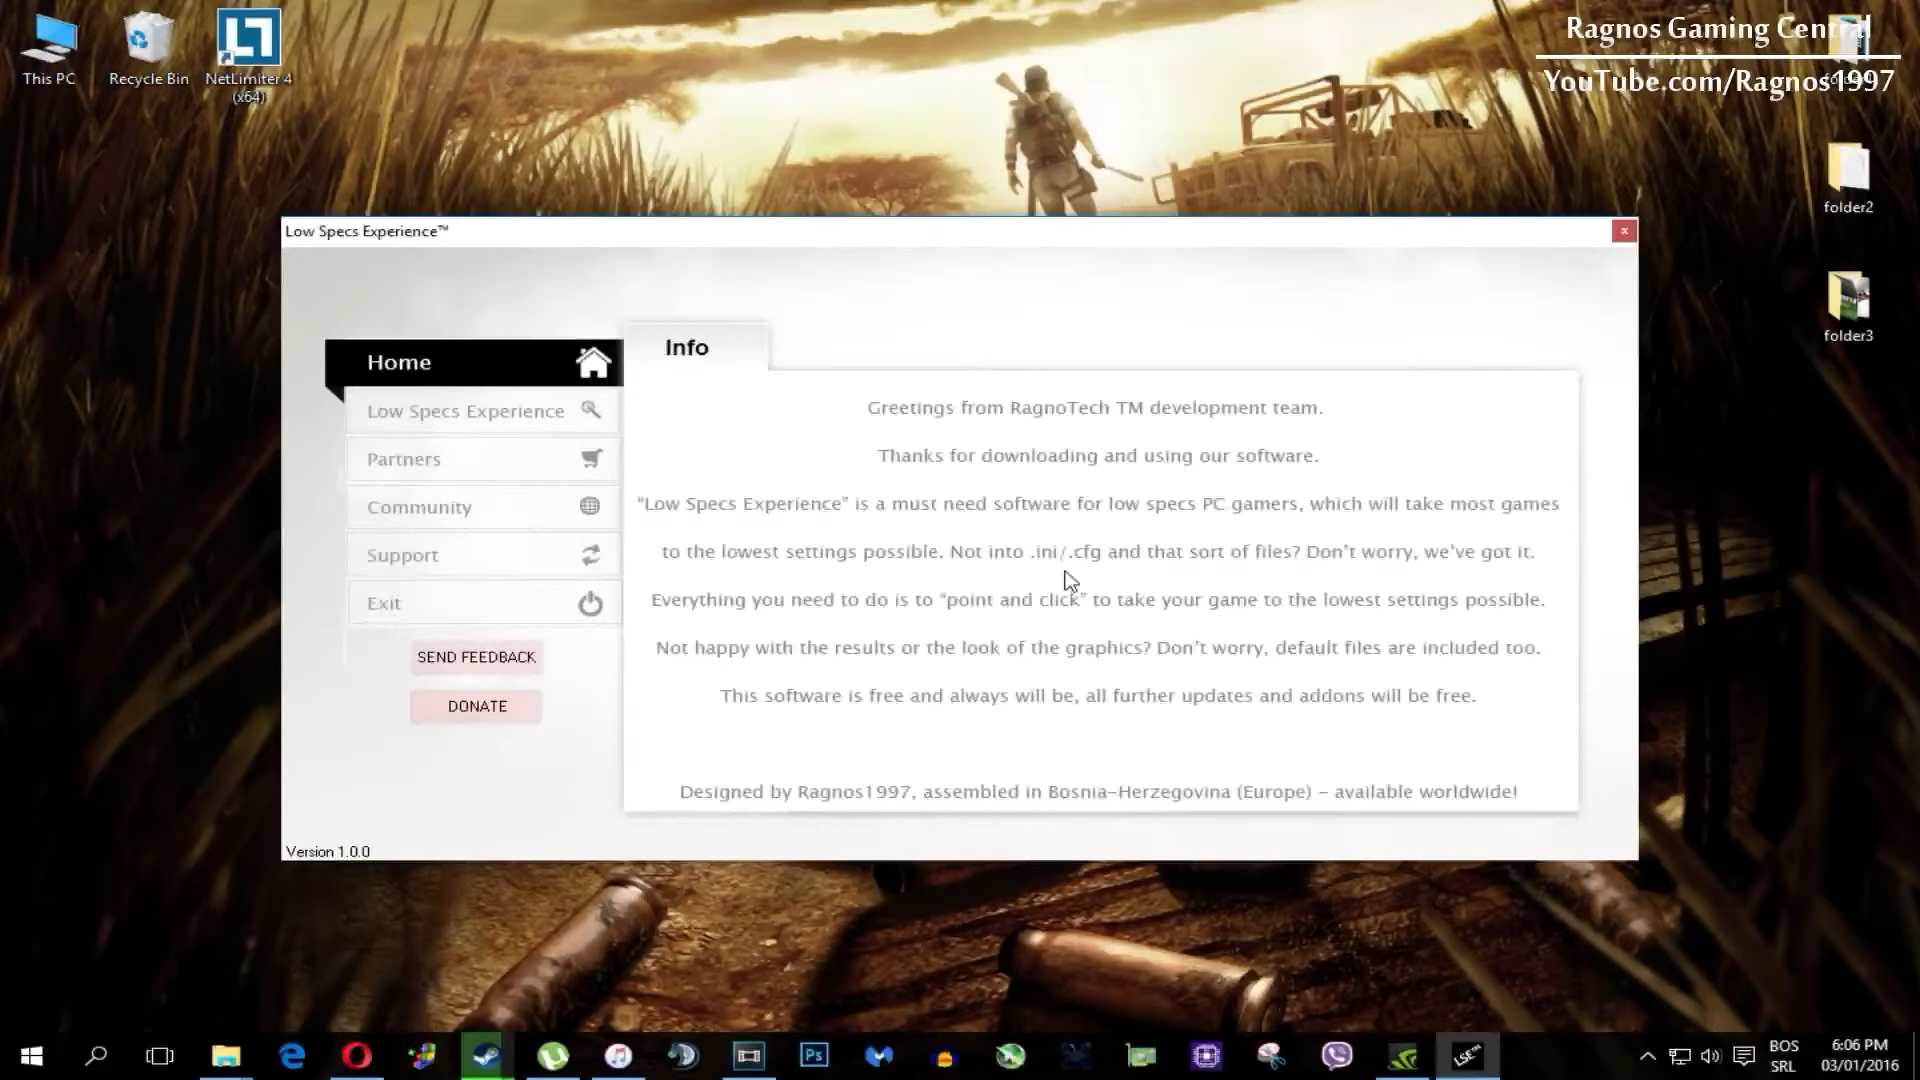 This PC
Recycle Bin
NetLimiter 4
(x64)
Ragnos Gaming Central
YouTube.com/Ragnos1997
folder2
folder3
Low Specs Experience™
x
Home
Low Specs Experience
Partners
Community
Support
Exit
SEND FEEDBACK
DONATE
Info
Greetings from RagnoTech TM development team.
Thanks for downloading and using our software.
“Low Specs Experience” is a must need software for low specs PC gamers, which will take most games
to the lowest settings possible. Not into .ini/.cfg and that sort of files? Don't worry, we've got it.
Everything you need to do is to “point and click” to take your game to the lowest settings possible.
Not happy with the results or the look of the graphics? Don't worry, default files are included too.
This software is free and always will be, all further updates and addons will be free.
Designed by Ragnos1997, assembled in Bosnia-Herzegovina (Europe) – available worldwide!
Version 1.0.0
Ps
LSE™
BOS
SRL
6:06 PM
03/01/2016